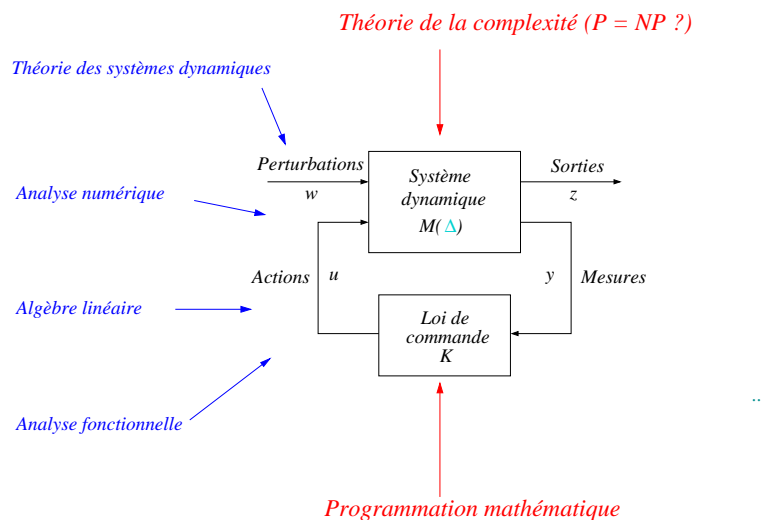 Théorie de la complexité (P = NP ?)
Théorie des systèmes dynamiques
Perturbations
w
Système
dynamique
M( Δ )
Sorties
z
Analyse numérique
Actions
u
y
Mesures
Algèbre linéaire
Loi de
commande
K
Analyse fonctionnelle
..
Programmation mathématique